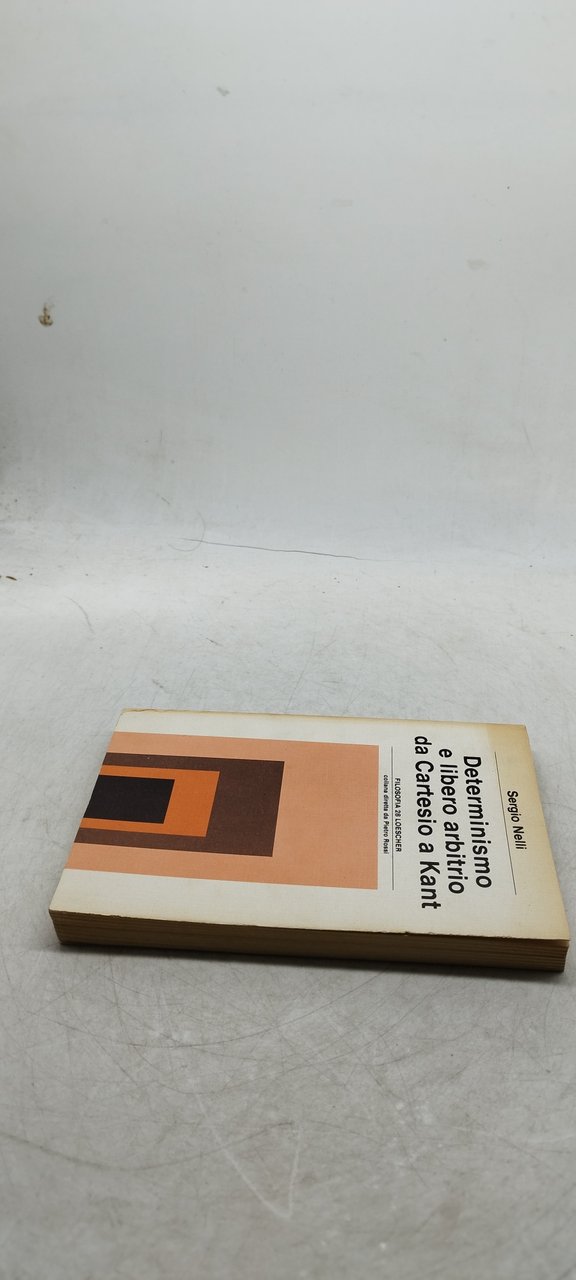 Sergio Nelli
Determinismo
e libero arbitrio
da Cartesio a Kant
FILOSOFIA 28 LOESCHER
collana diretta da Pietro Rossi